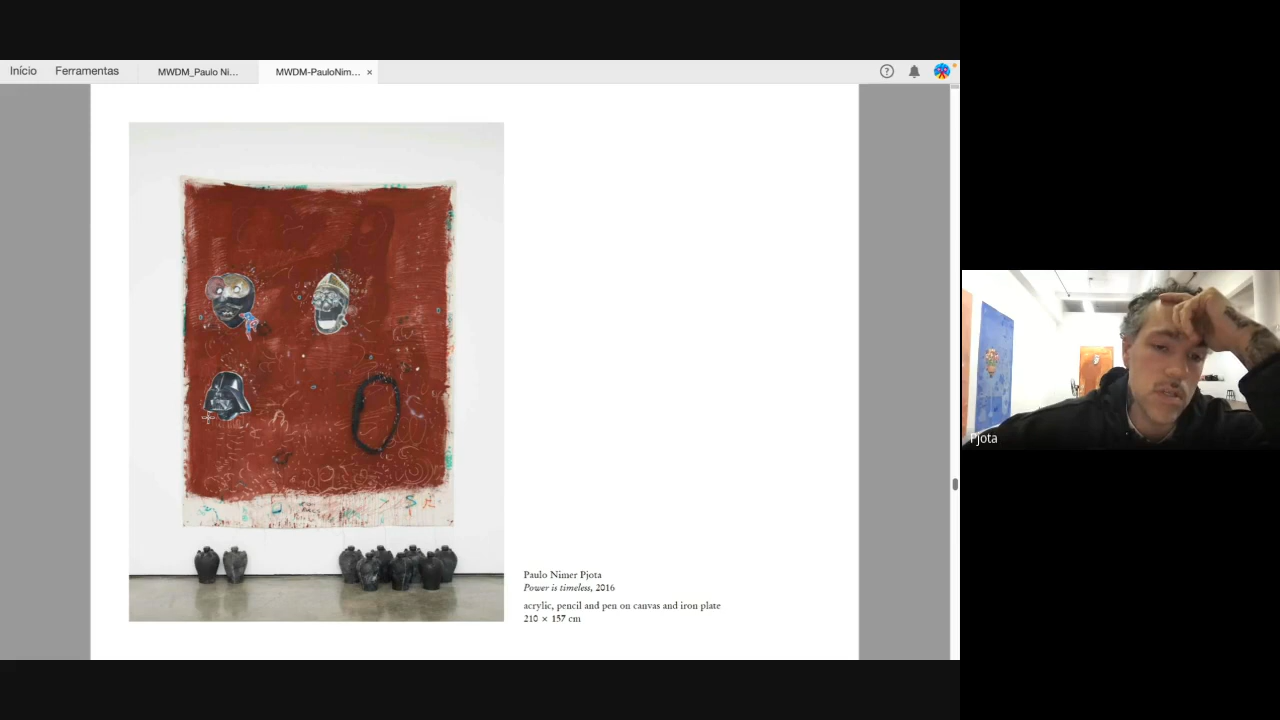 Início Ferramentas MWDM_Paulo Ni... MWDM-PauloNim... ×
Paulo Nimer Pjota
Power is timeless, 2016
acrylic, pencil and pen on canvas and iron plate
210 × 157 cm
Pjota